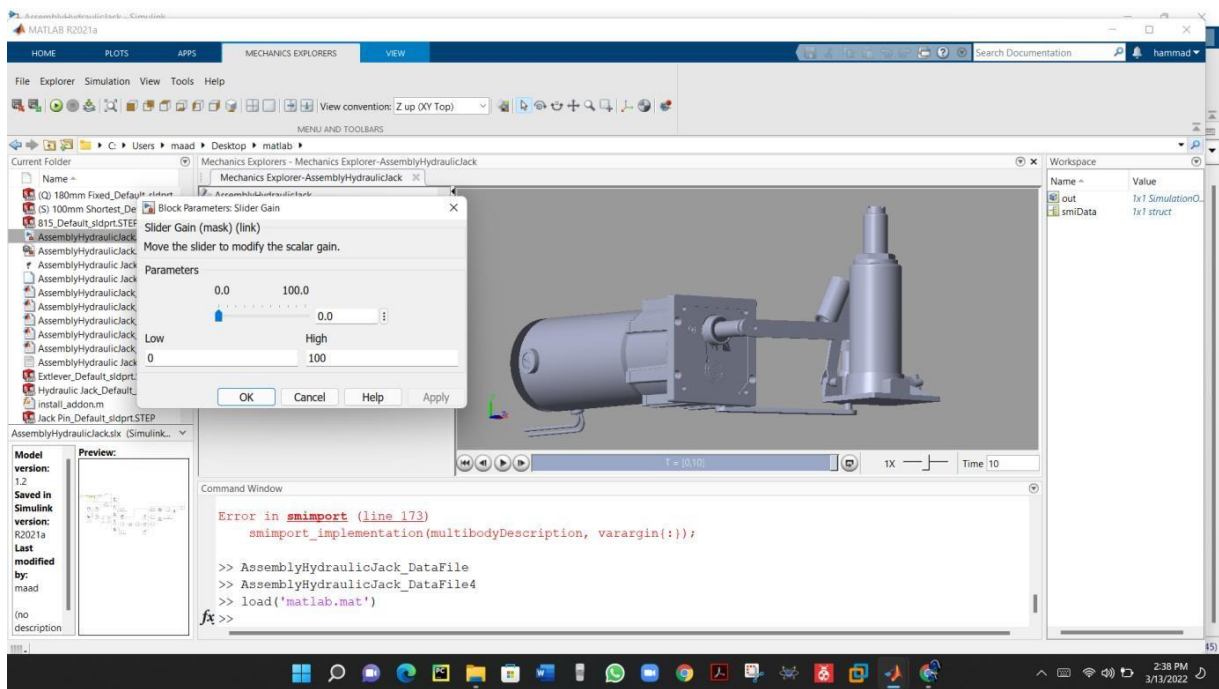 AssemblyHydraulicJack - Simulink
MATLAB R2021a
HOME PLOTS APPS MECHANICS EXPLORERS VIEW Search Documentation hammad
File Explorer Simulation View Tools Help
View convention: Z up (XY Top)
MENU AND TOOLBARS
C: Users maad Desktop matlab
Current Folder
Name
(Q) 180mm Fixed_Default_sldprt
(S) 100mm Shortest_De
815_Default_sldprt.STEP
AssemblyHydraulicJack
AssemblyHydraulicJack
AssemblyHydraulic Jack
AssemblyHydraulic Jack
AssemblyHydraulicJack
AssemblyHydraulicJack
AssemblyHydraulicJack
AssemblyHydraulicJack
AssemblyHydraulicJack
AssemblyHydraulic Jack
Extlever_Default_sldprt.
Hydraulic Jack_Default_
install_addon.m
Jack Pin_Default_sldprt.STEP
AssemblyHydraulicJack.slx (Simulink...
Model version:
1.2
Saved in Simulink version:
R2021a
Last modified by:
maad
(no description
Preview:
Mechanics Explorers - Mechanics Explorer-AssemblyHydraulicJack
Mechanics Explorer-AssemblyHydraulicJack
AssemblyHydraulicJack
Block Parameters: Slider Gain
Slider Gain (mask) (link)
Move the slider to modify the scalar gain.
Parameters
0.0 100.0
0.0
Low High
0 100
OK Cancel Help Apply
T = [0,10]
1X Time 10
Command Window
Error in smimport (line 173)
smimport_implementation(multibodyDescription, varargin{:});
>> AssemblyHydraulicJack_DataFile
>> AssemblyHydraulicJack_DataFile4
>> load('matlab.mat')
fx >>
Workspace
Name Value
out 1x1 SimulationO...
smiData 1x1 struct
45)
2:38 PM
3/13/2022